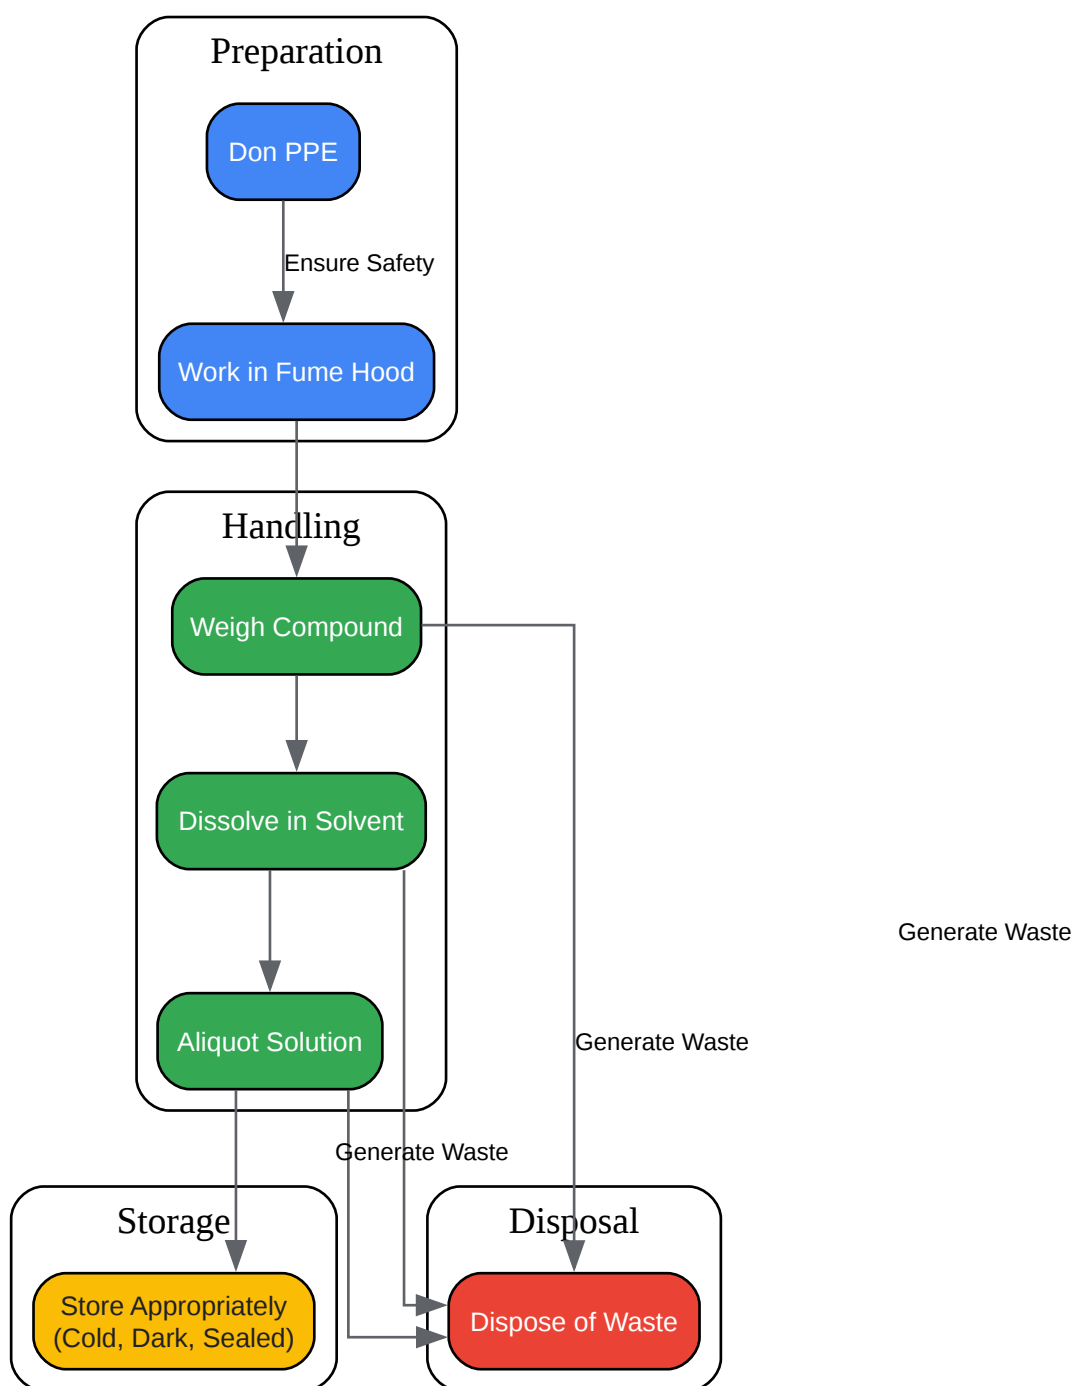 Preparation
Don PPE
Ensure Safety
Work in Fume Hood
Handling
Weigh Compound
Dissolve in Solvent
Generate Waste
Aliquot Solution
Generate Waste
Generate Waste
Storage
Disposal
Store Appropriately
(Cold, Dark, Sealed)
Dispose of Waste